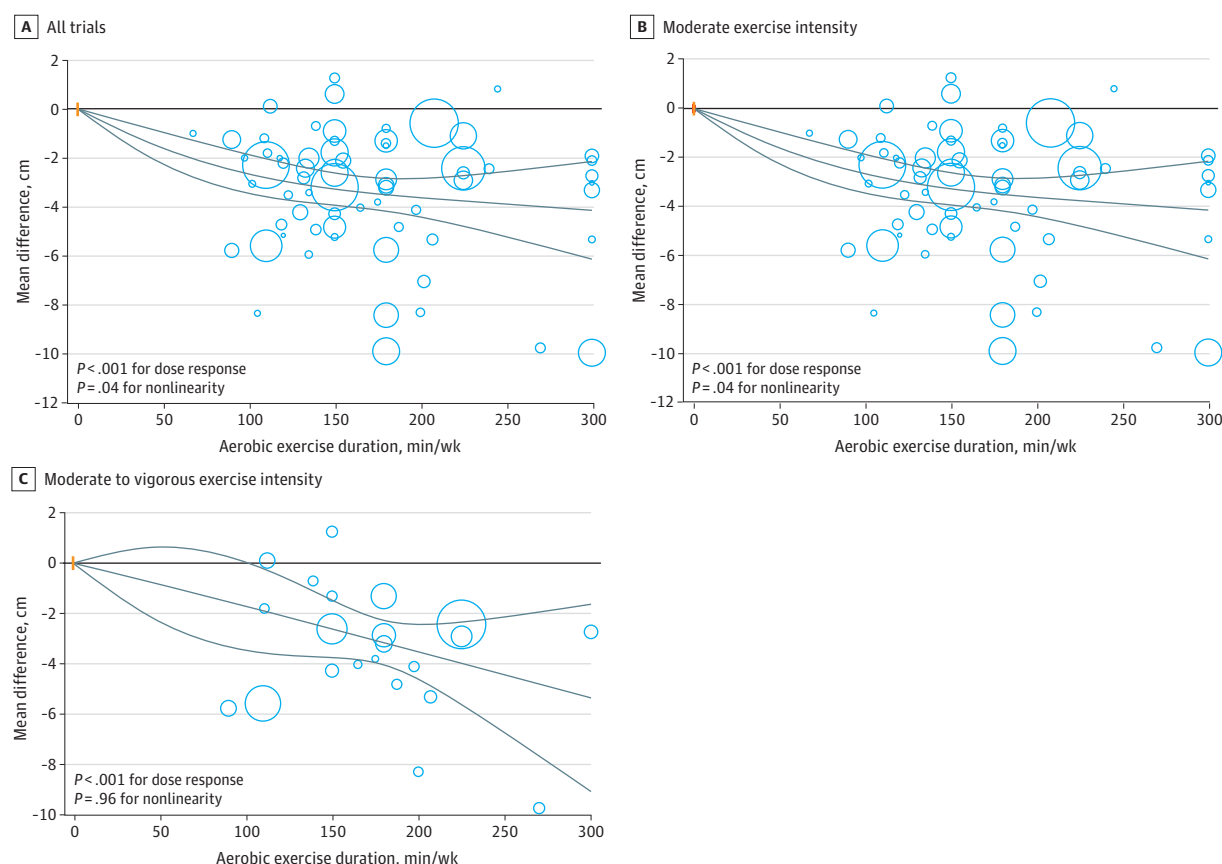 A All trials
2
0
-2
-4
-6
-8
-10
-12
Mean difference, cm
P < .001 for dose response
P = .04 for nonlinearity
0 50 100 150 200 250 300
Aerobic exercise duration, min/wk
B Moderate exercise intensity
2
0
-2
-4
-6
-8
-10
-12
Mean difference, cm
P < .001 for dose response
P = .04 for nonlinearity
0 50 100 150 200 250 300
Aerobic exercise duration, min/wk
C Moderate to vigorous exercise intensity
2
0
-2
-4
-6
-8
-10
Mean difference, cm
P < .001 for dose response
P = .96 for nonlinearity
0 50 100 150 200 250 300
Aerobic exercise duration, min/wk